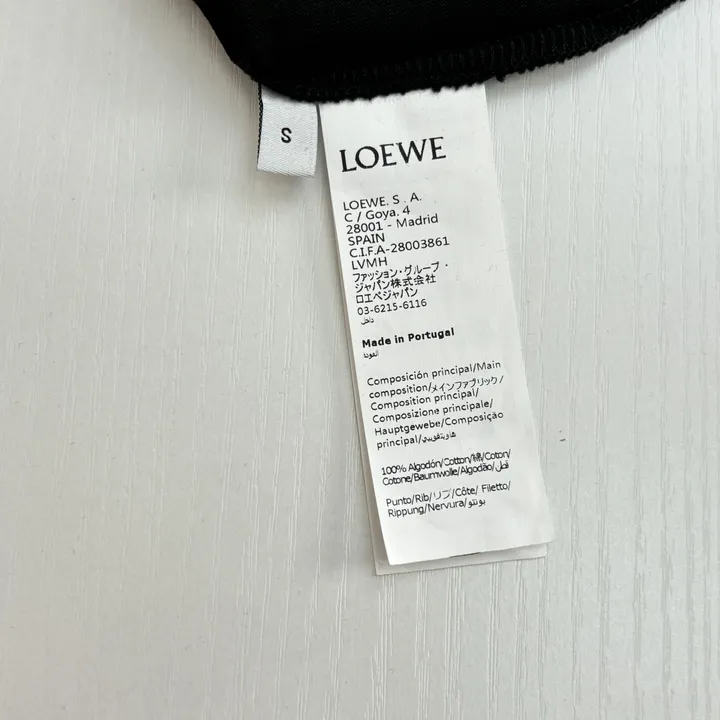 S
LOEWE
LOEWE. S . A.
C / Goya. 4
28001 - Madrid
SPAIN
C.I.F.A-28003861
LVMH
ファッション・グループ・
ジャパン株式会社
ロエベジャパン
03-6215-6116
Made in Portugal
Composición principal/Main
composition/メインファブリック/
Composition principal/
Composizione principale/
Hauptgewebe/Composição
principal/
100% Algodón/Cotton/綿/Coton/
Cotone/Baumwolle/Algodão/قطن
Punto/Rib/リブ/Côte/ Filetto/
Rippung/Nervura/بونتو